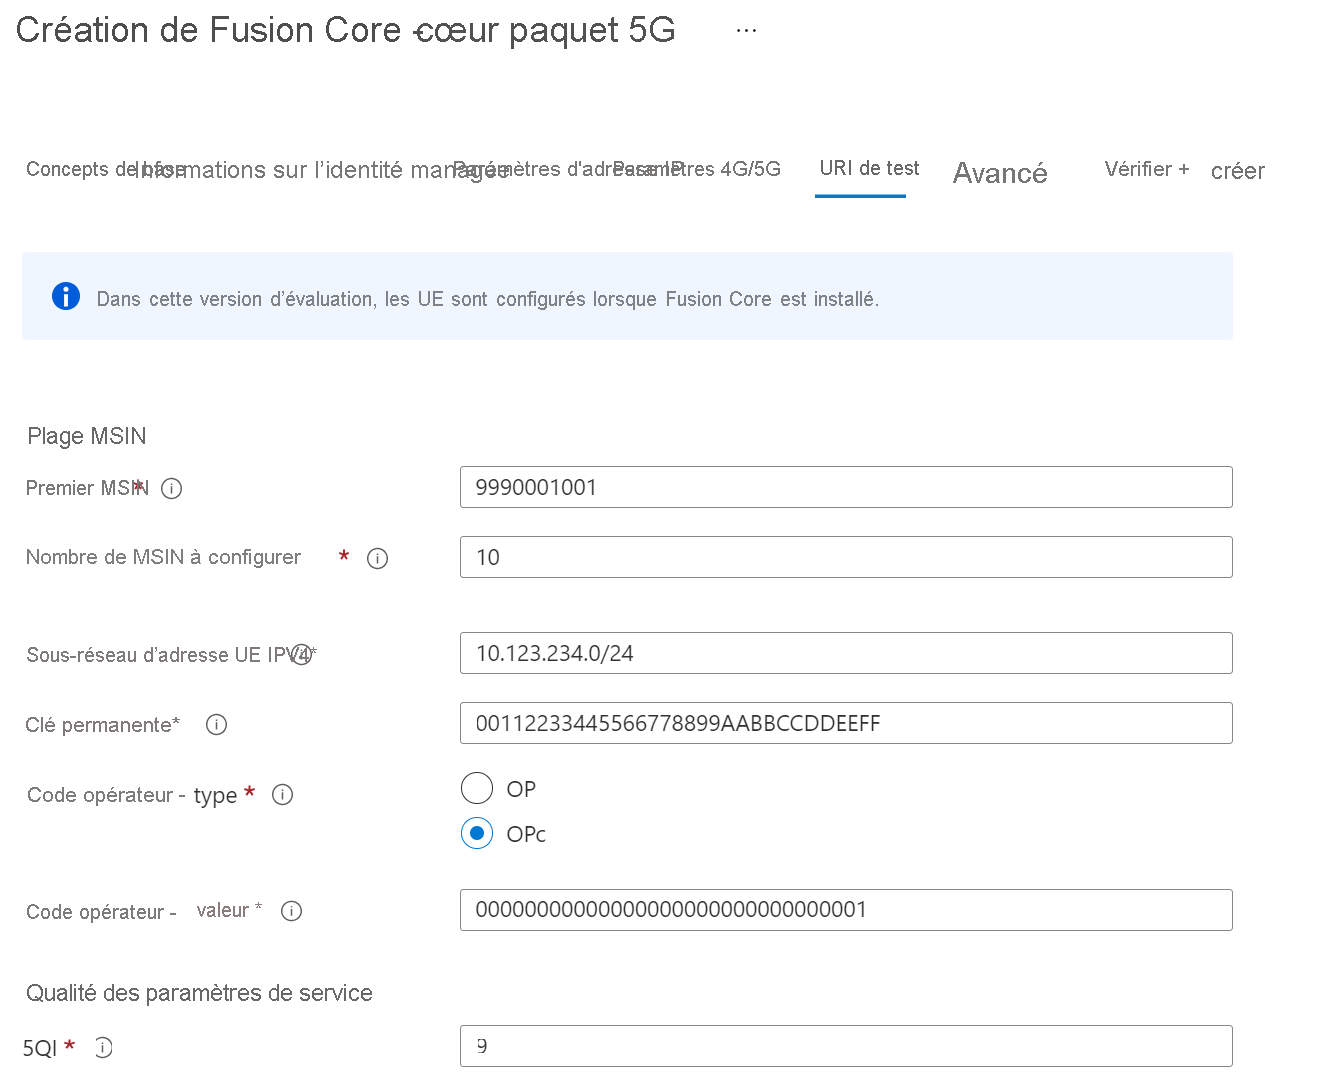 Création de Fusion Core -cœur paquet 5G ...
Concepts de base Informations sur l’identité managée Paramètres d'adresse IP Paramètres 4G/5G URI de test Avancé Vérifier + créer
Dans cette version d’évaluation, les UE sont configurés lorsque Fusion Core est installé.
Plage MSIN
Premier MSIN * 9990001001
Nombre de MSIN à configurer * 10
Sous-réseau d’adresse UE IPV4* 10.123.234.0/24
Clé permanente* 00112233445566778899AABBCCDDEEFF
Code opérateur - type * OP
OPc
Code opérateur - valeur * 00000000000000000000000000000001
Qualité des paramètres de service
5QI * 9